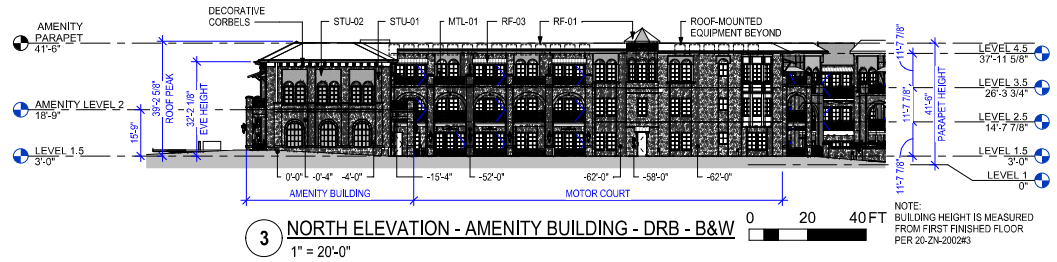 DECORATIVE
CORBELS
STU-02
STU-01
MTL-01
RF-03
RF-01
ROOF-MOUNTED
EQUIPMENT BEYOND
AMENITY
PARAPET
41'-6"
AMENITY LEVEL 2
18'-9"
LEVEL 1.5
3'-0"
15'-9"
39'-2 5/8"
ROOF PEAK
32'-2 1/8"
EVE HEIGHT
11'-7 7/8"
11'-7 7/8"
11'-7 7/8"
41'-6"
PARAPET HEIGHT
LEVEL 4.5
37'-11 5/8"
LEVEL 3.5
26'-3 3/4"
LEVEL 2.5
14'-7 7/8"
LEVEL 1.5
3'-0"
LEVEL 1
0"
0'-0"
-0'-4"
-4'-0"
-15'-4"
-52'-0"
-62'-0"
-58'-0"
-62'-0"
AMENITY BUILDING
MOTOR COURT
3
NORTH ELEVATION - AMENITY BUILDING - DRB - B&W
1" = 20'-0"
0 20 40 FT
NOTE:
BUILDING HEIGHT IS MEASURED
FROM FIRST FINISHED FLOOR
PER 20-ZN-2002#3